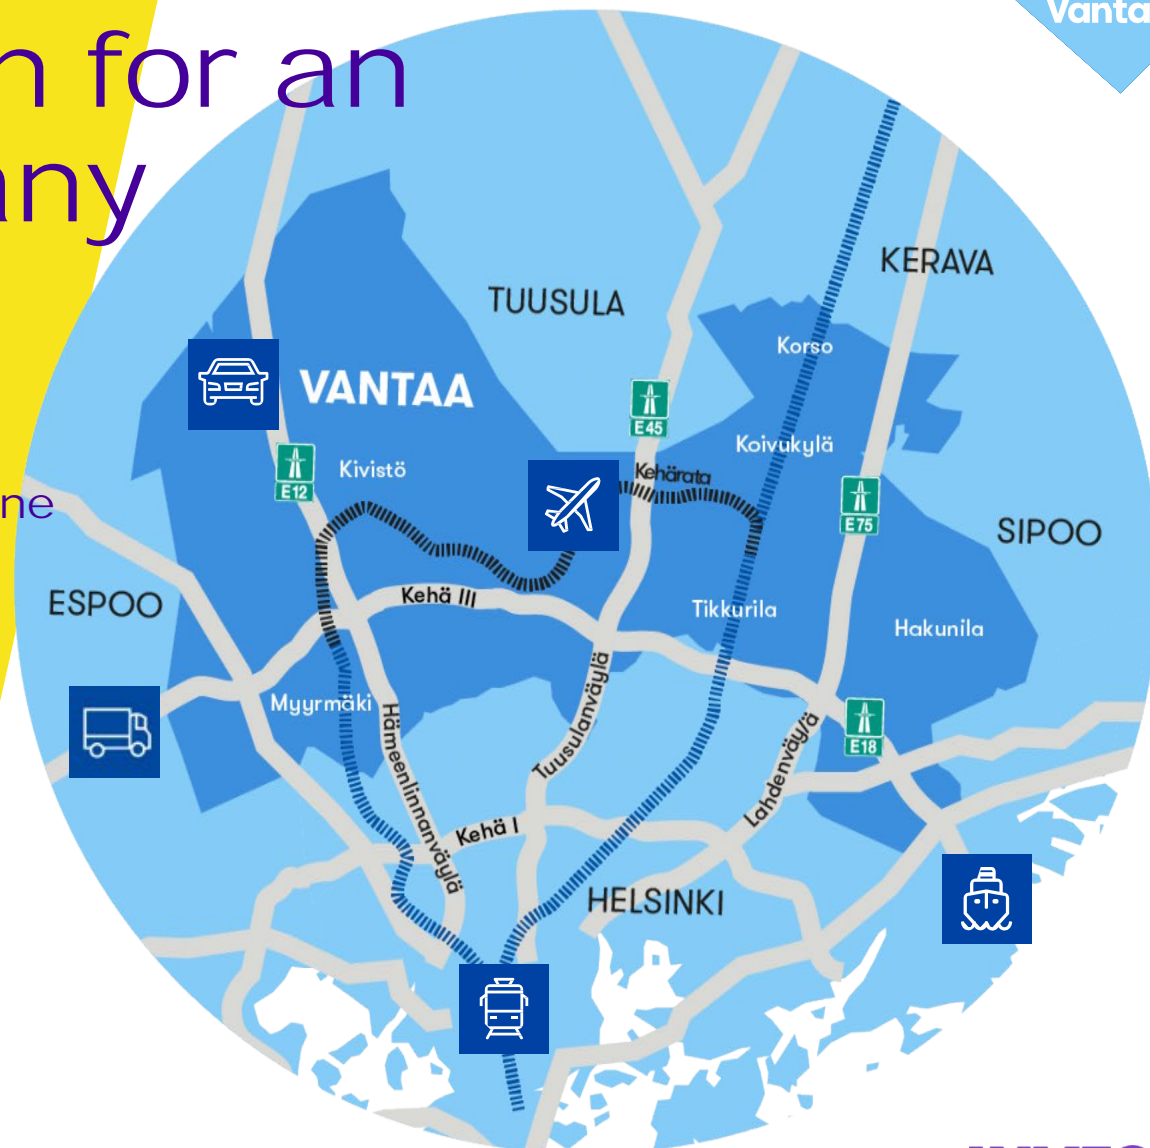 Vanta
n for an
any
KERAVA
TUUSULA
Korso
VANTAA
E45
Koivukylä
Kivistö
Kehärata
E12
E75
ne
SIPOO
ESPOO
Kehä III
Tikkurila
Hakunila
Myyrmäki
Hämeenlinnanväylä
Tuusulanväylä
Lahdenväylä
E18
Kehä I
HELSINKI